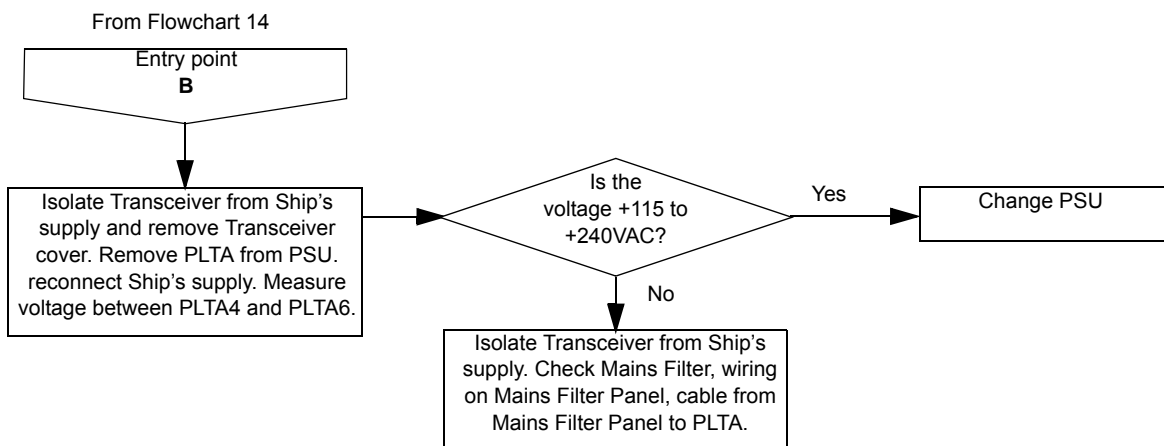 From Flowchart 14
Entry point
B
Isolate Transceiver from Ship's
supply and remove Transceiver
cover. Remove PLTA from PSU.
reconnect Ship's supply. Measure
voltage between PLTA4 and PLTA6.
Is the
voltage +115 to
+240VAC?
Yes
Change PSU
No
Isolate Transceiver from Ship's
supply. Check Mains Filter, wiring
on Mains Filter Panel, cable from
Mains Filter Panel to PLTA.